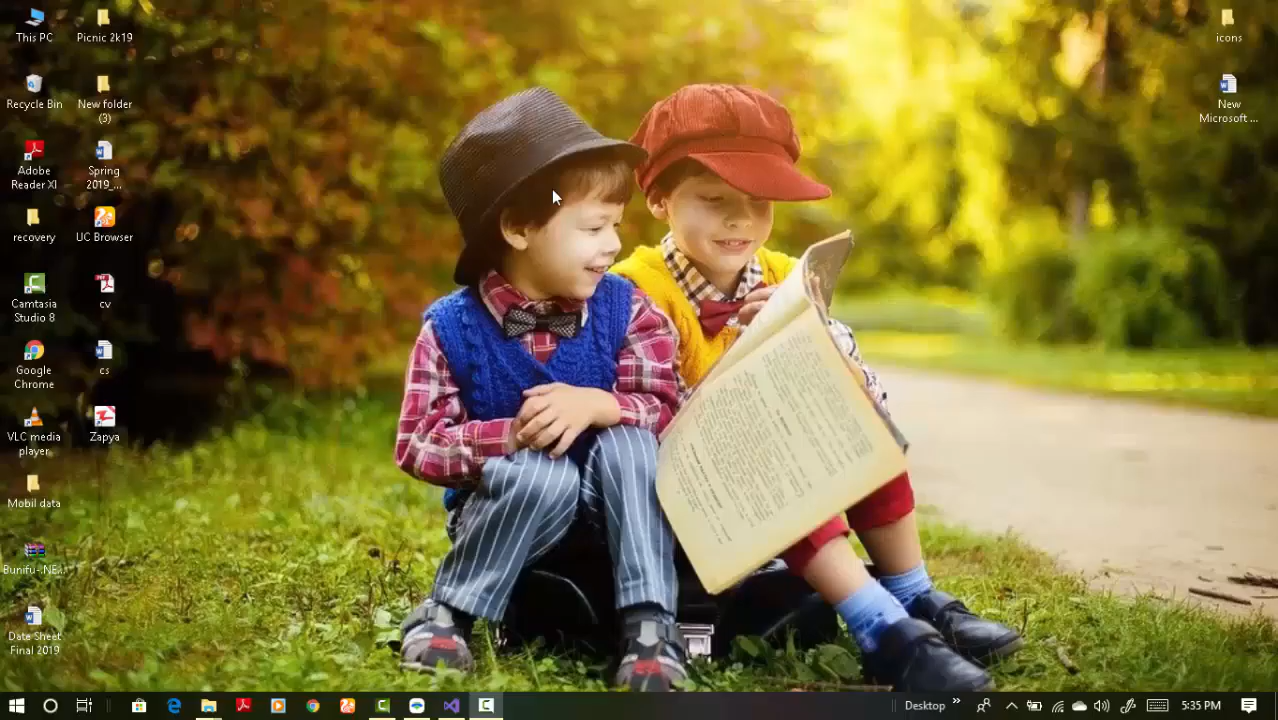 This PC
Picnic 2k19
icons
Recycle Bin
New folder
(3)
New
Microsoft ...
Adobe
Reader XI
Spring
2019_...
recovery
UC Browser
Camtasia
Studio 8
cv
Google
Chrome
cs
VLC media
player
Zapya
Mobil data
Bunifu-.NE...
Date Sheet
Final 2019
Desktop
5:35 PM